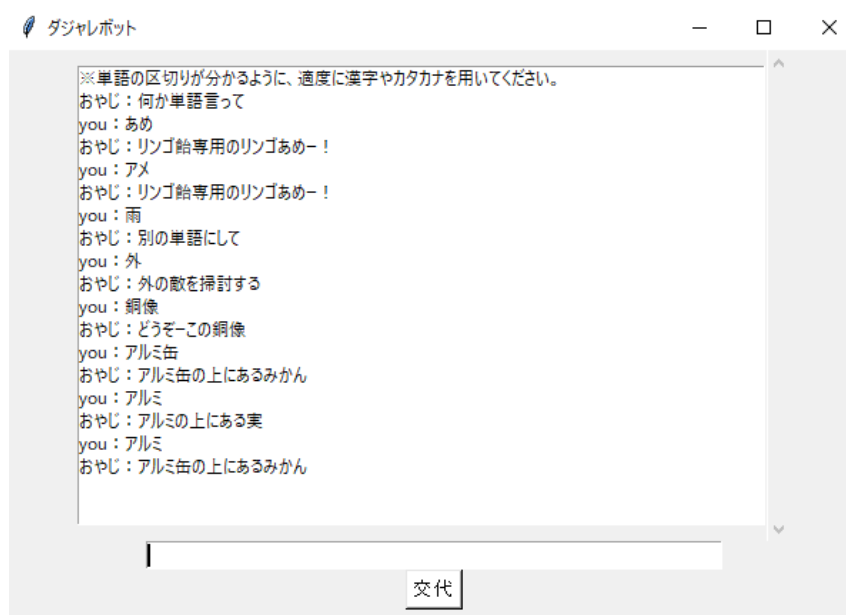 ダジャレボット
※単語の区切りが分かるように、適度に漢字やカタカナを用いてください。
おやじ：何か単語言って
you：あめ
おやじ：リンゴ飴専用のリンゴあめー！
you：アメ
おやじ：リンゴ飴専用のリンゴあめー！
you：雨
おやじ：別の単語にして
you：外
おやじ：外の敵を掃討する
you：銅像
おやじ：どうぞーこの銅像
you：アルミ缶
おやじ：アルミ缶の上にあるみかん
you：アルミ
おやじ：アルミの上にある実
you：アルミ
おやじ：アルミ缶の上にあるみかん
交代